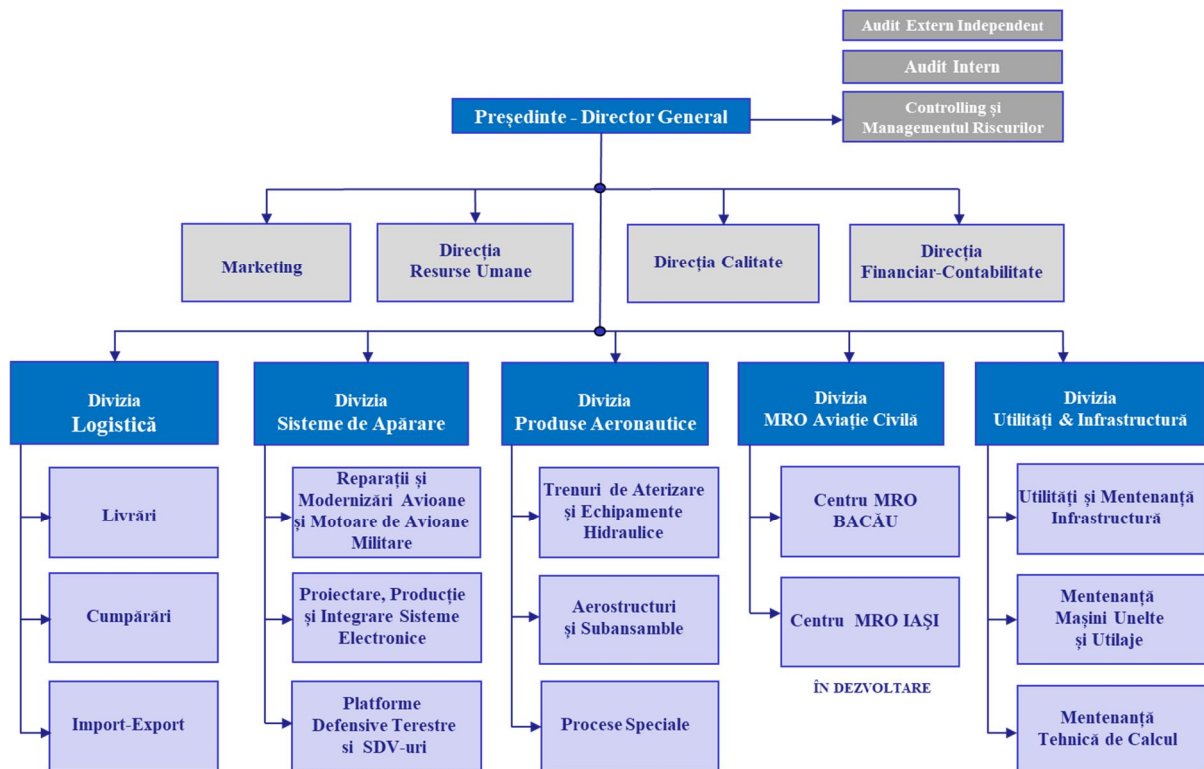 Audit Extern Independent
Audit Intern
Controlling și
Managementul Riscurilor
Președinte - Director General
Marketing
Direcția
Resurse Umane
Direcția Calitate
Direcția
Financiar-Contabilitate
Divizia
Logistică
Divizia
Sisteme de Apărare
Divizia
Produse Aeronautice
Divizia
MRO Aviație Civilă
Divizia
Utilități & Infrastructură
Livrări
Cumpărări
Import-Export
Reparații și
Modernizări Avioane
și Motoare de Avioane
Militare
Proiectare, Producție
și Integrare Sisteme
Electronice
Platforme
Defensive Terestre
si SDV-uri
Trenuri de Aterizare
și Echipamente
Hidraulice
Aerostructuri
și Subansamble
Procese Speciale
Centru MRO
BACĂU
Centru MRO IAȘI
ÎN DEZVOLTARE
Utilități și Mentenanță
Infrastructură
Mentenanță
Mașini Unelte
și Utilaje
Mentenanță
Tehnică de Calcul